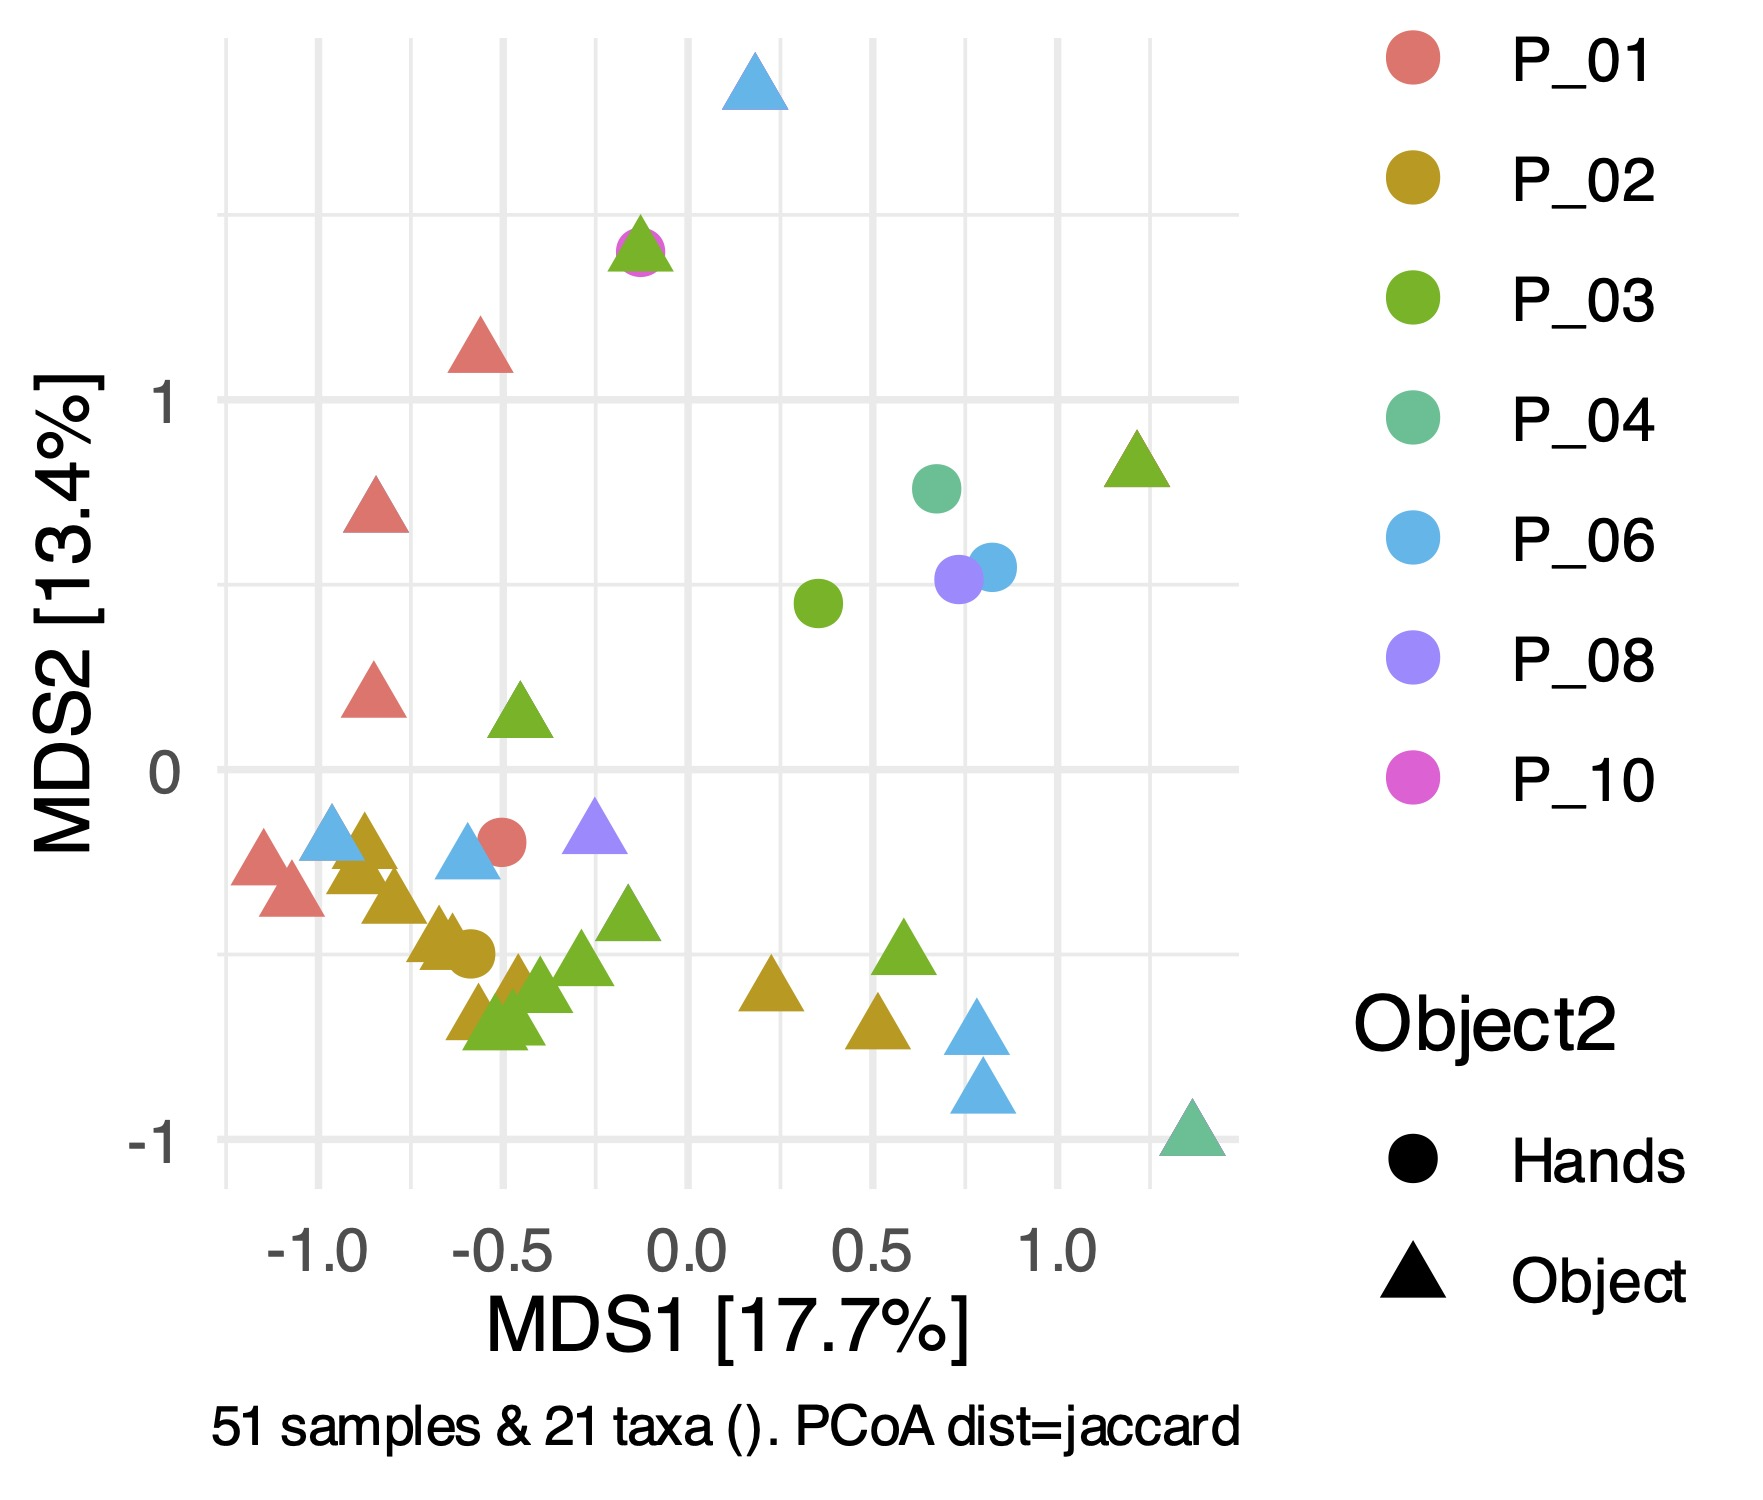 MDS2 [13.4%]
1
0
-1
-1.0 -0.5 0.0 0.5 1.0
MDS1 [17.7%]
51 samples & 21 taxa (). PCoA dist=jaccard
P_01
P_02
P_03
P_04
P_06
P_08
P_10
Object2
Hands
Object